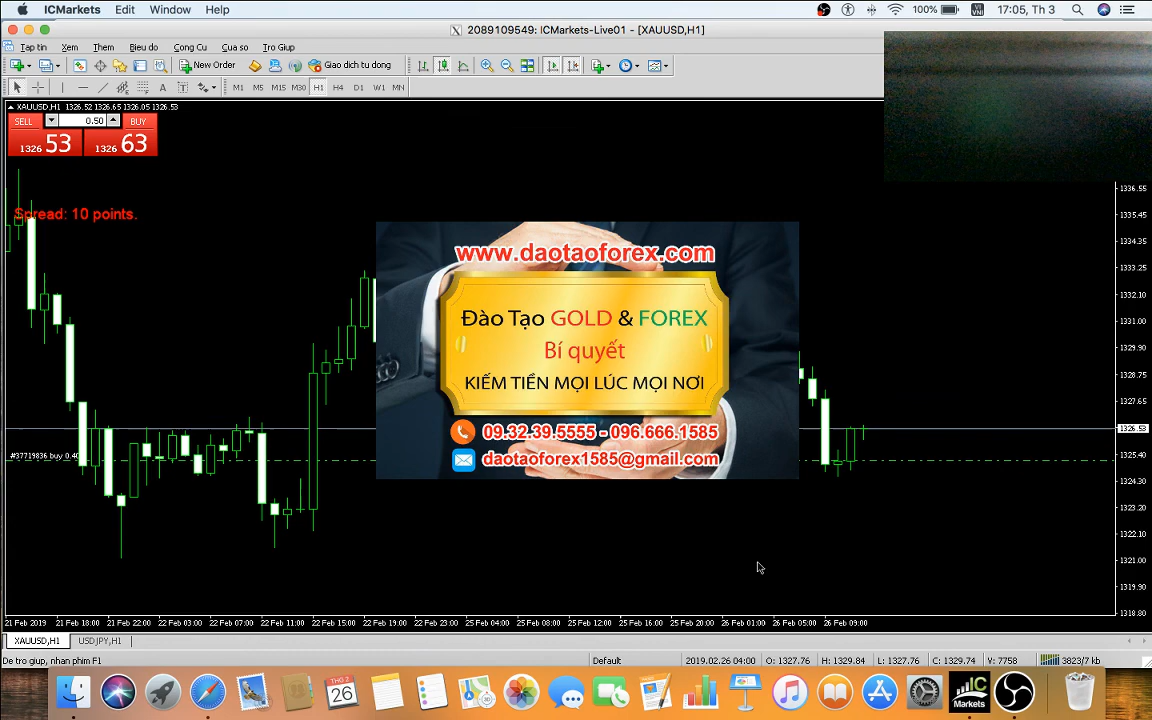 ICMarkets Edit Window Help
100% VI VNI 17:05, Th 3
2089109549: ICMarkets-Live01 - [XAUUSD,H1]
Tap tin Xem Them Bieu do Cong Cu Cua so Tro Giup
New Order Giao dich tu dong
A T M1 M5 M15 M30 H1 H4 D1 W1 MN
XAUUSD,H1 1326.52 1326.65 1326.05 1326.53
SELL 0.50 BUY
1326 53 1326 63
Spread: 10 points.
www.daotaoforex.com
Đào Tạo GOLD & FOREX
Bí quyết
KIẾM TIỀN MỌI LÚC MỌI NƠI
09.32.39.5555 - 096.666.1585
daotaoforex1585@gmail.com
#37719836 buy 0.40
1336.55
1335.45
1334.35
1333.25
1332.10
1331.00
1329.90
1328.75
1327.65
1326.53
1325.40
1324.30
1323.20
1322.10
1321.00
1319.90
1318.80
21 Feb 2019 21 Feb 18:00 21 Feb 22:00 22 Feb 03:00 22 Feb 07:00 22 Feb 11:00 22 Feb 15:00 22 Feb 19:00 22 Feb 23:00 25 Feb 04:00 25 Feb 08:00 25 Feb 12:00 25 Feb 16:00 25 Feb 20:00 26 Feb 01:00 26 Feb 05:00 26 Feb 09:00
XAUUSD,H1 USDJPY,H1
De tro giup, nhan phim F1 Default 2019.02.26 04:00 O: 1327.76 H: 1329.84 L: 1327.76 C: 1329.74 V: 7758 3823/7 kb
THG 2
26
IC
Markets